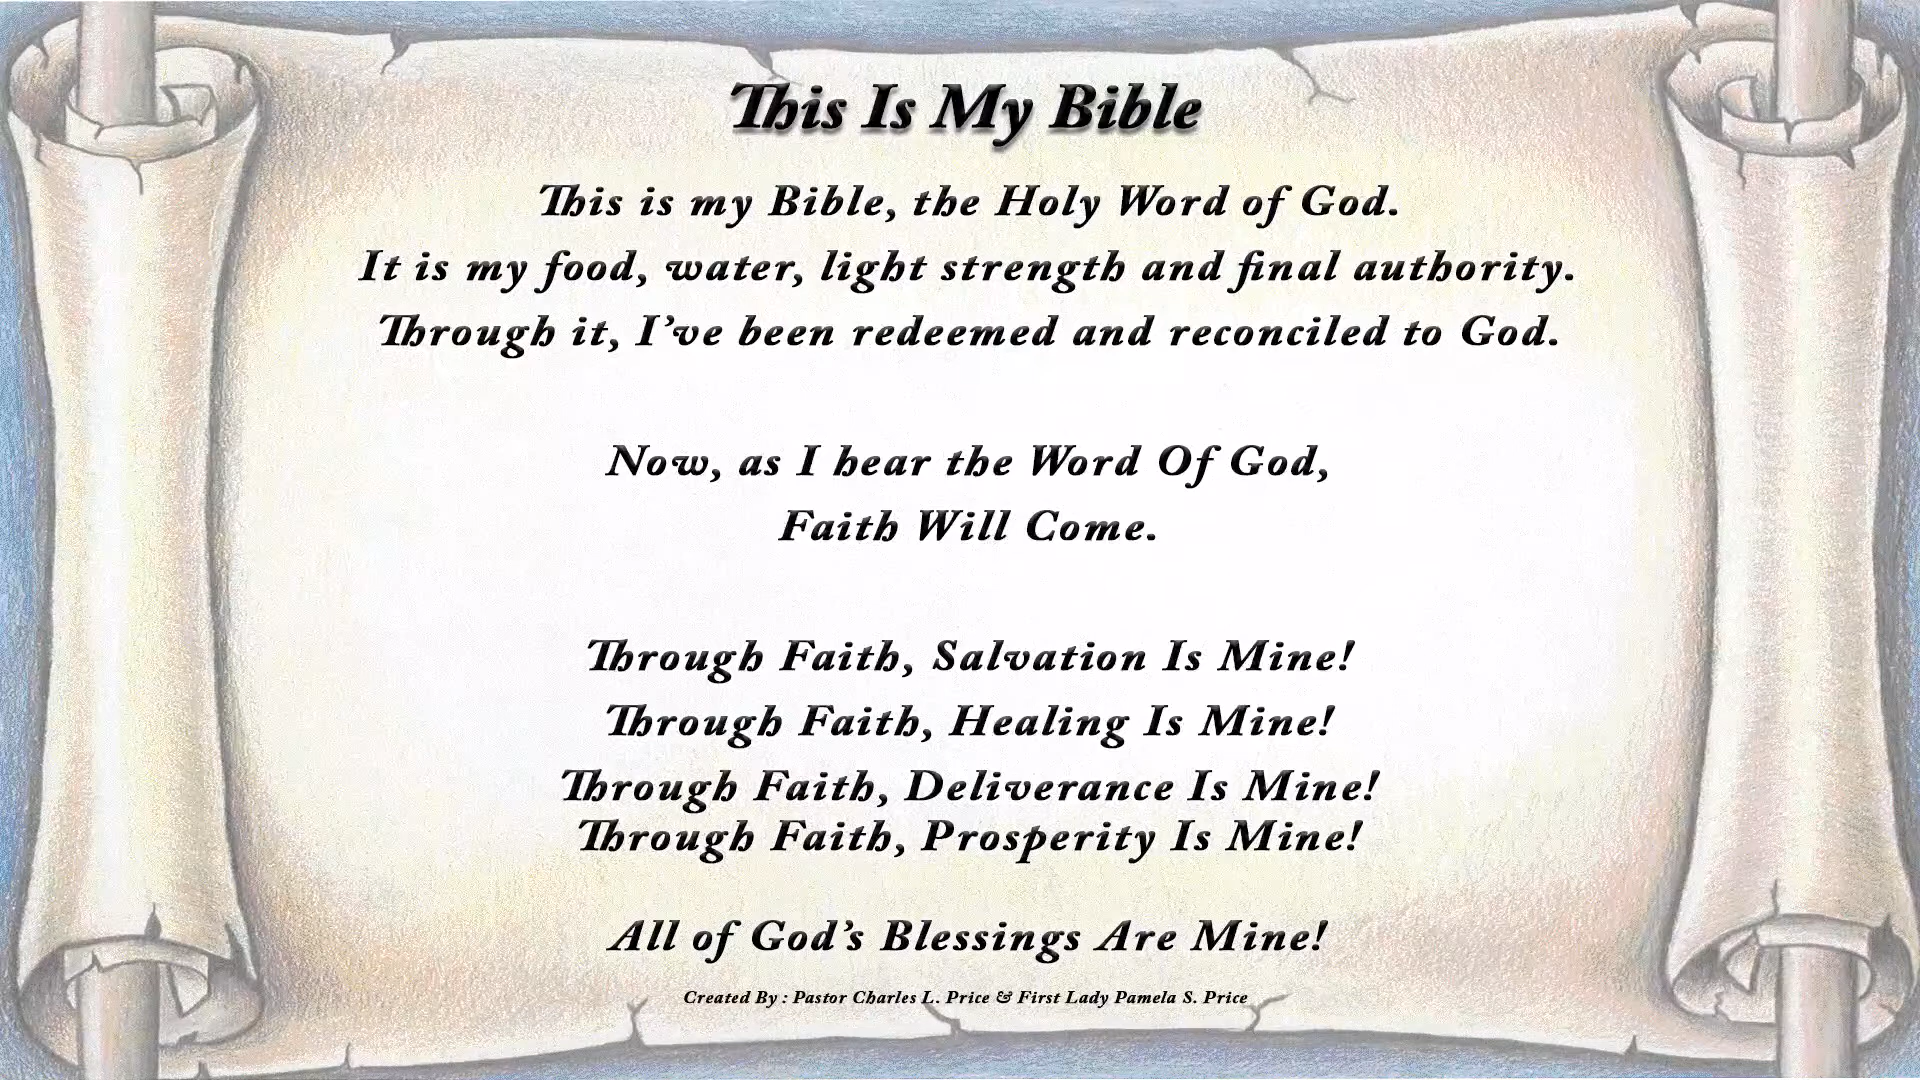 This Is My Bible
This is my Bible, the Holy Word of God.
It is my food, water, light strength and final authority.
Through it, I’ve been redeemed and reconciled to God.
Now, as I hear the Word Of God,
Faith Will Come.
Through Faith, Salvation Is Mine!
Through Faith, Healing Is Mine!
Through Faith, Deliverance Is Mine!
Through Faith, Prosperity Is Mine!
All of God’s Blessings Are Mine!
Created By : Pastor Charles L. Price & First Lady Pamela S. Price